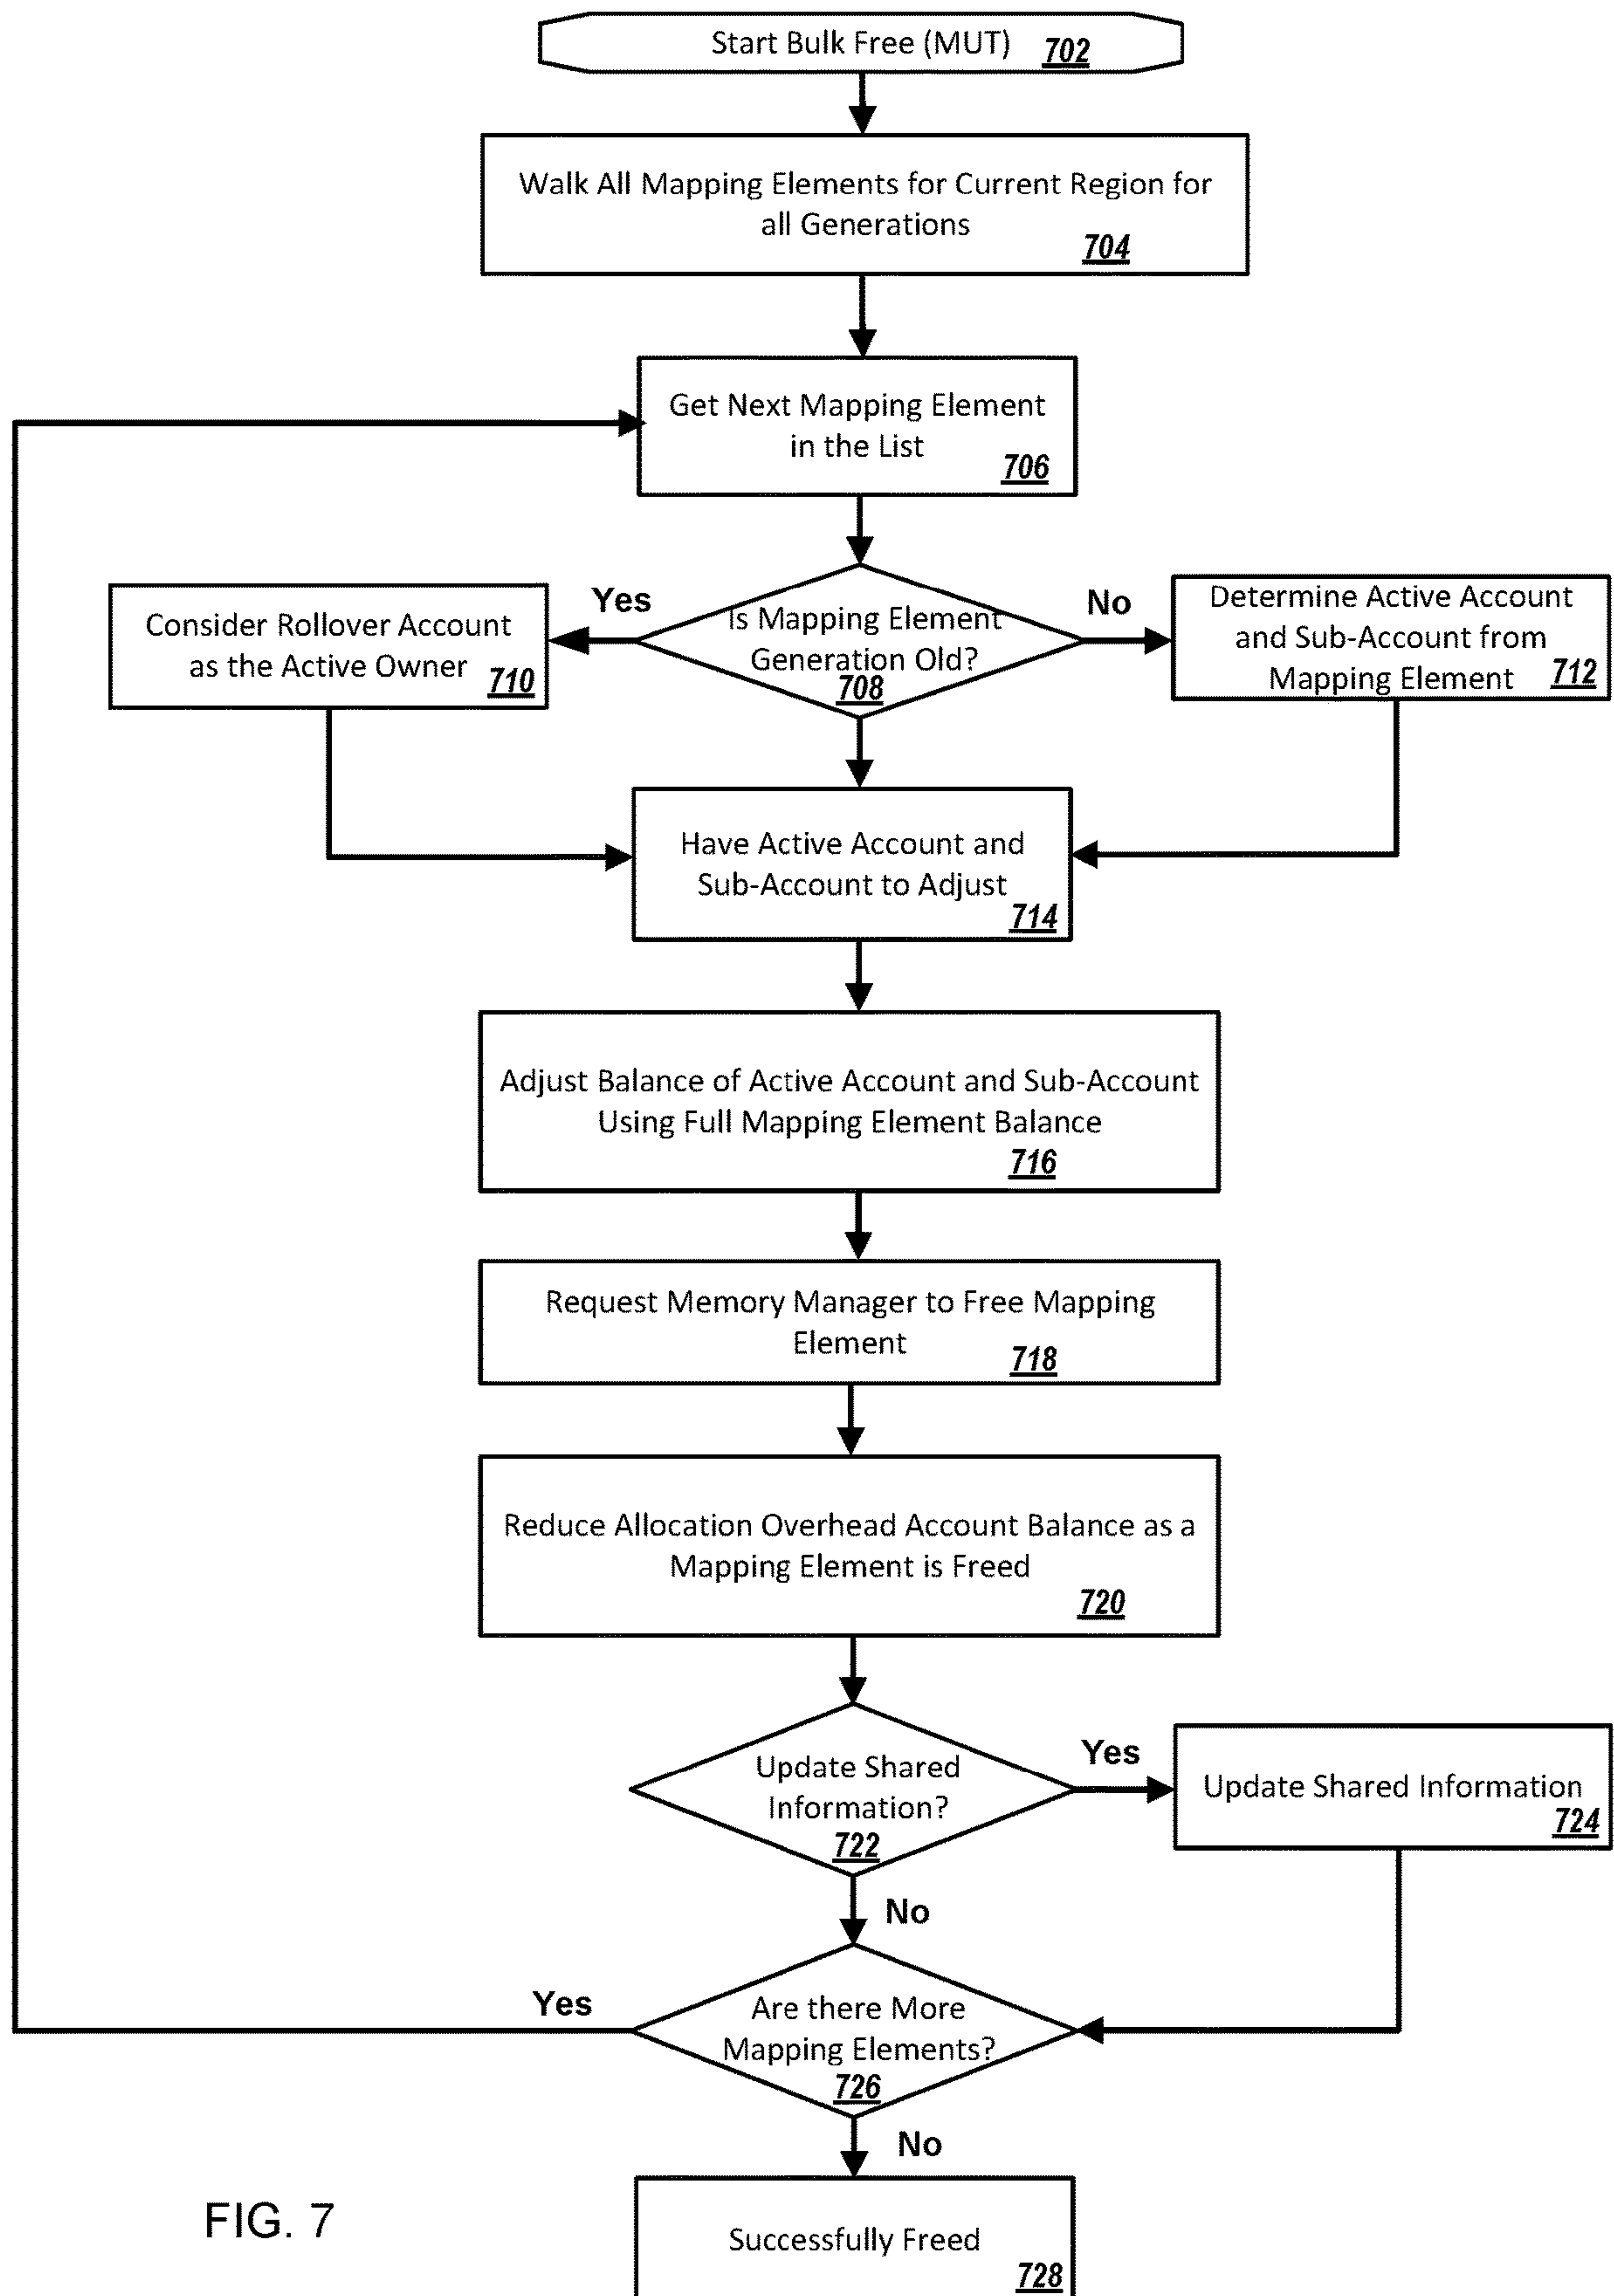 Start Bulk Free (MUT) 702
Walk All Mapping Elements for Current Region for
all Generations
704
Get Next Mapping Element
in the List
706
Yes
No
Is Mapping Element
Generation Old?
708
Consider Rollover Account
as the Active Owner
710
Determine Active Account
and Sub-Account from
Mapping Element
712
Have Active Account and
Sub-Account to Adjust
714
Adjust Balance of Active Account and Sub-Account
Using Full Mapping Element Balance
716
Request Memory Manager to Free Mapping
Element
718
Reduce Allocation Overhead Account Balance as a
Mapping Element is Freed
720
Update Shared
Information?
722
Yes
Update Shared Information
724
No
Yes
Are there More
Mapping Elements?
726
No
Successfully Freed
728
FIG. 7